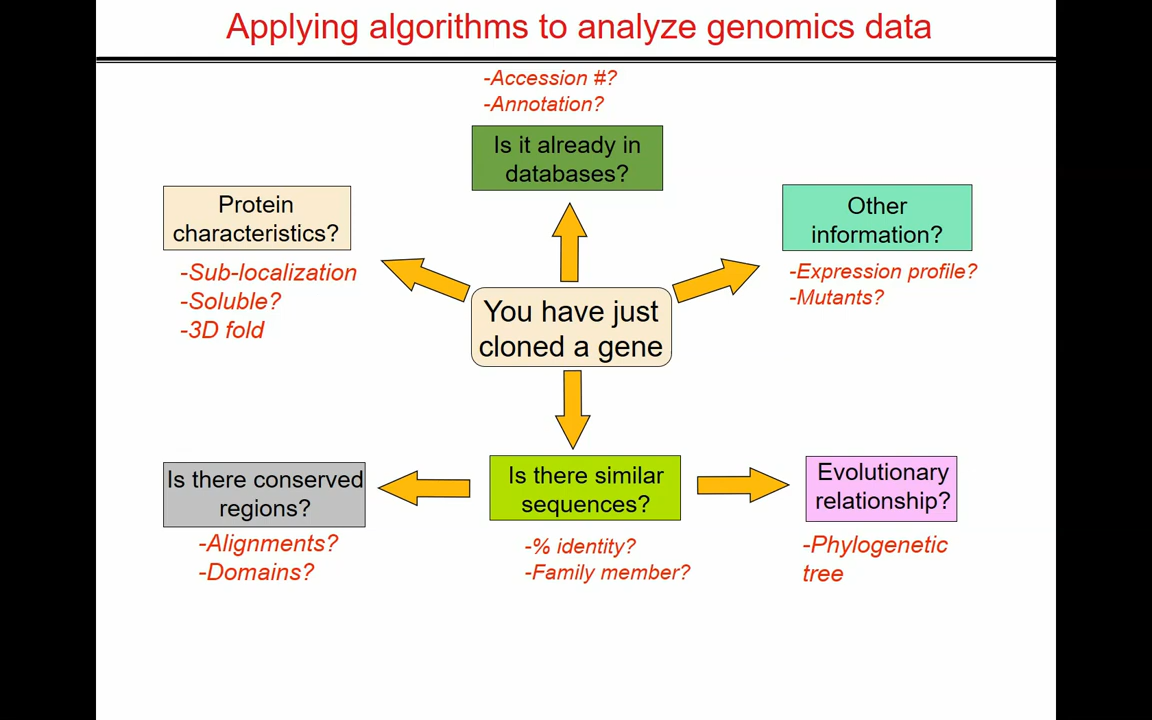 Applying algorithms to analyze genomics data
-Accession #?
-Annotation?
Is it already in
databases?
Protein
characteristics?
-Sub-localization
-Soluble?
-3D fold
Other
information?
-Expression profile?
-Mutants?
You have just
cloned a gene
Is there conserved
regions?
-Alignments?
-Domains?
Is there similar
sequences?
-% identity?
-Family member?
Evolutionary
relationship?
-Phylogenetic
tree